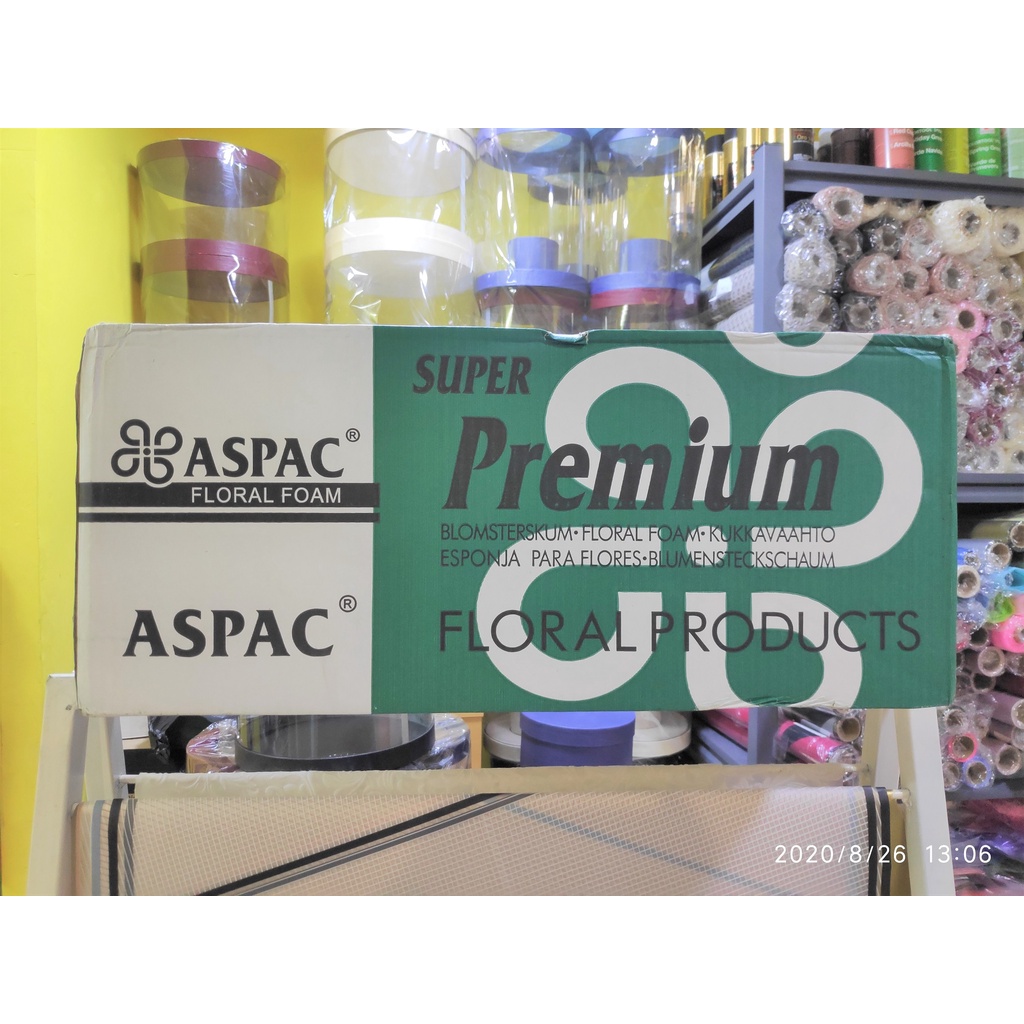 SUPER
Premium
BLOMSTERSKUM•FLORAL FOAM•KUKKAVAAHTO
ESPONJA PARA FLORES•BLUMENSTECKSCHAUM
FLORAL PRODUCTS
ASPAC®
FLORAL FOAM
ASPAC®
2020/8/26 13:06